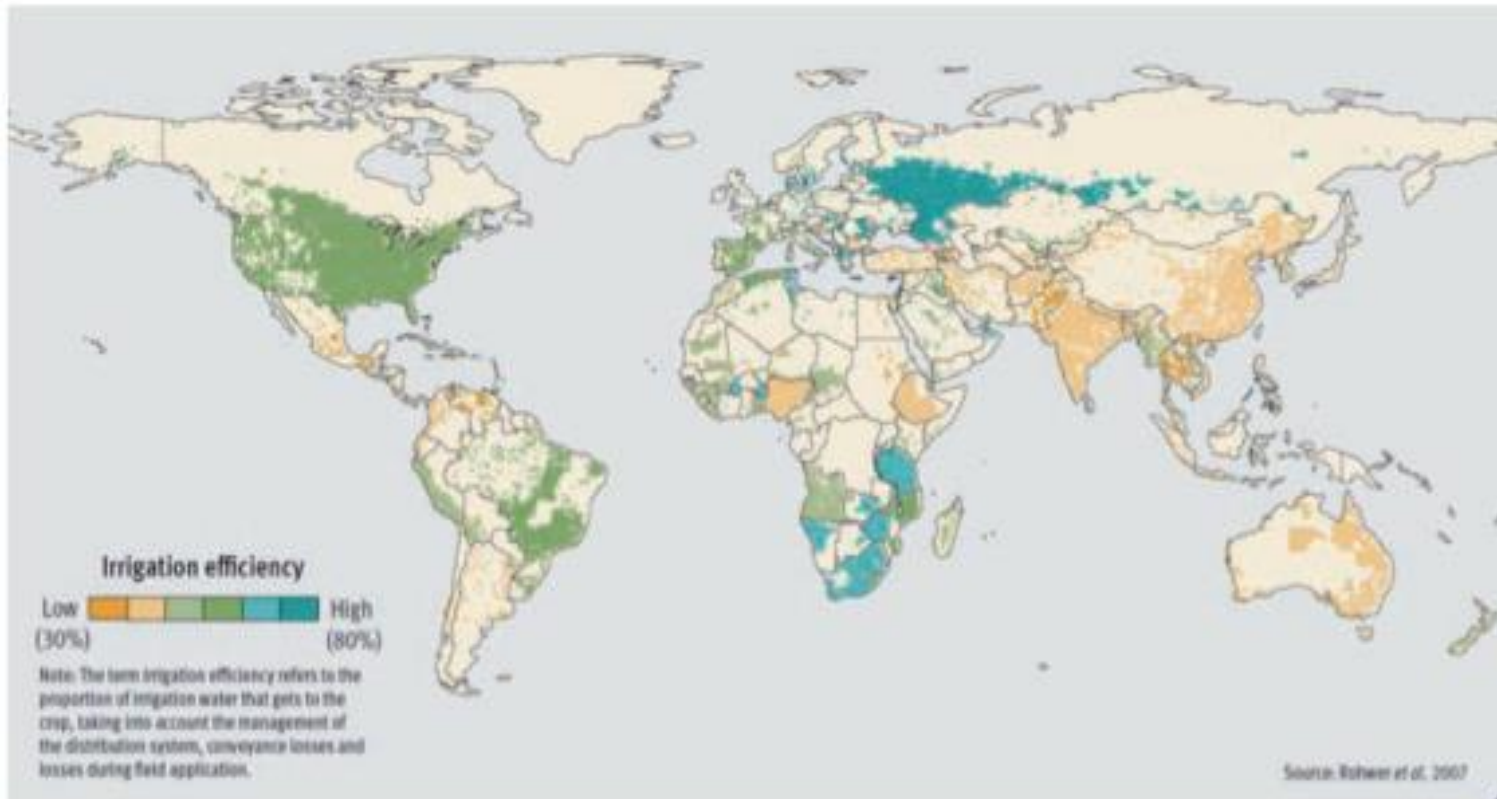 Irrigation efficiency
Low High
(30%) (80%)
Note: The term irrigation efficiency refers to the
proportion of irrigation water that gets to the
crop, taking into account the management of
the distribution system, conveyance losses and
losses during field application.
Source: Rohwer et al. 2007